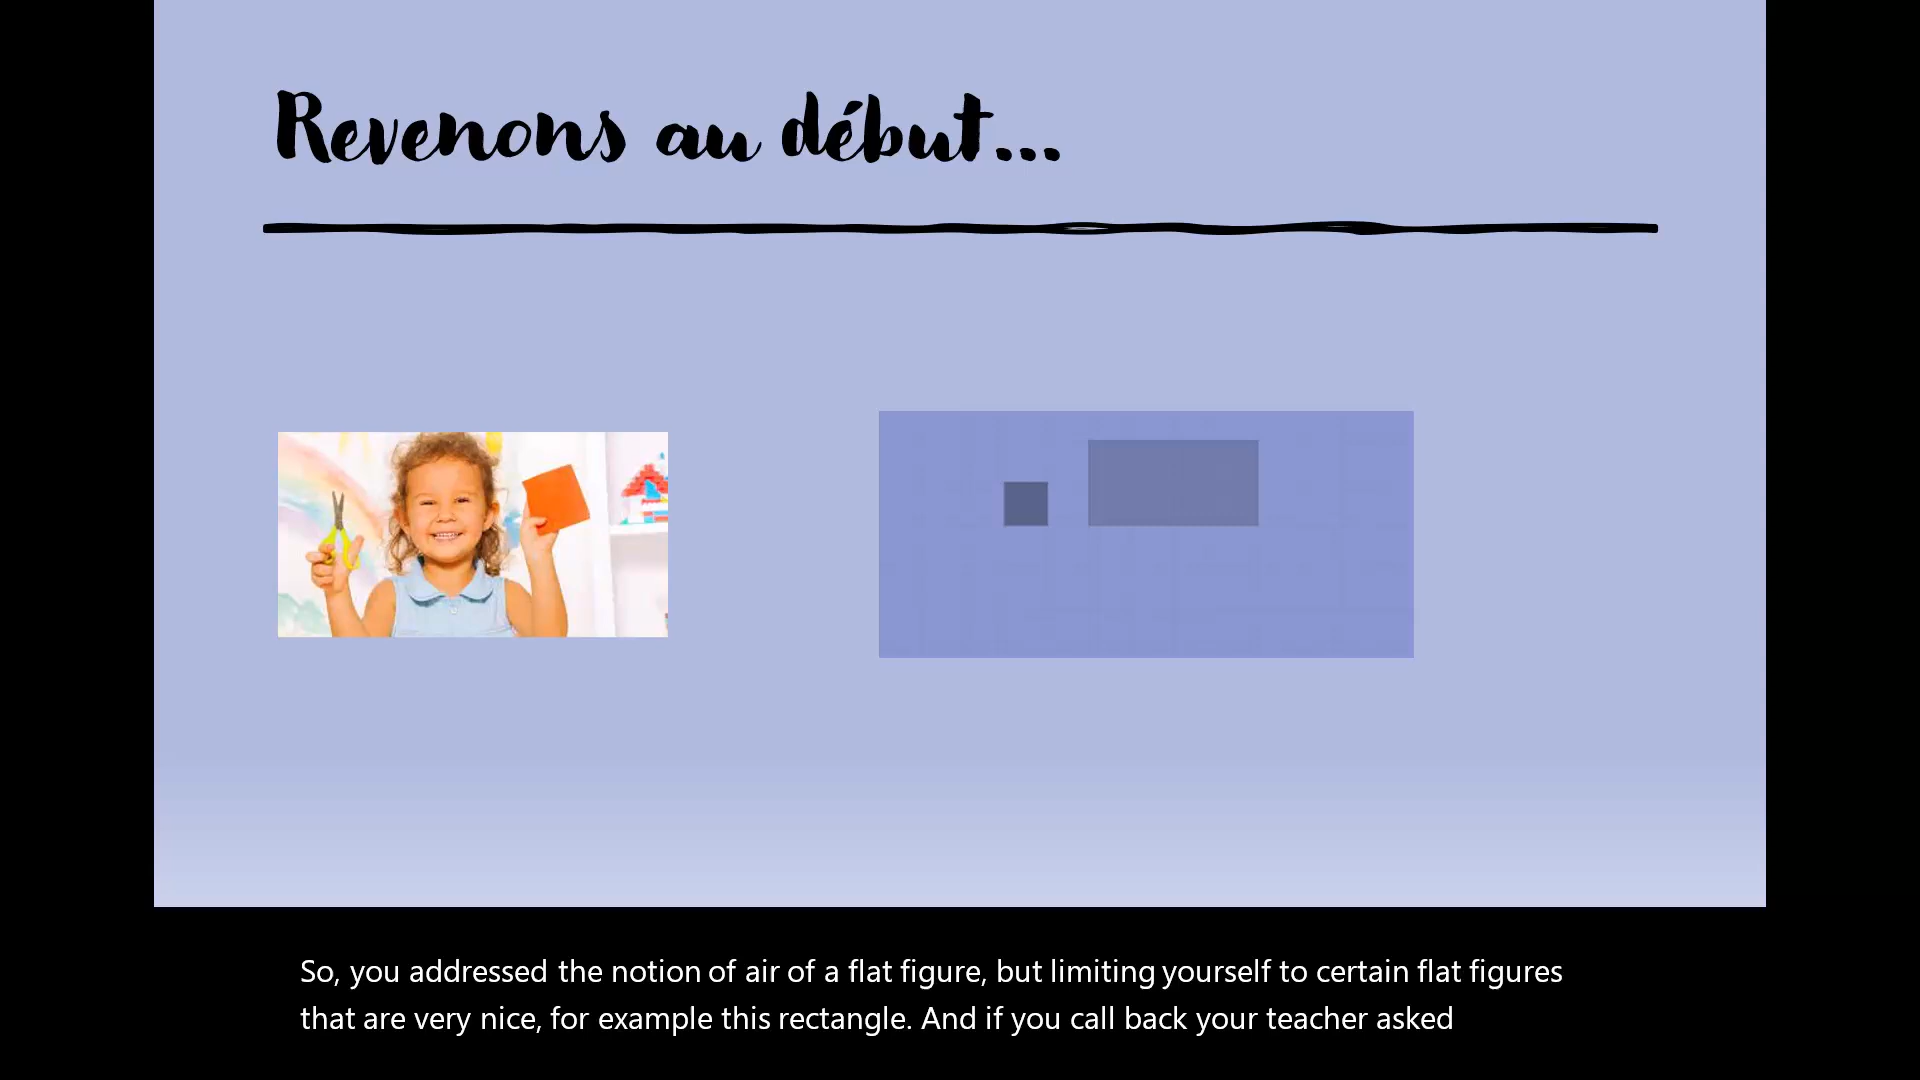 Revenons au début...
So, you addressed the notion of air of a flat figure, but limiting yourself to certain flat figures
that are very nice, for example this rectangle. And if you call back your teacher asked